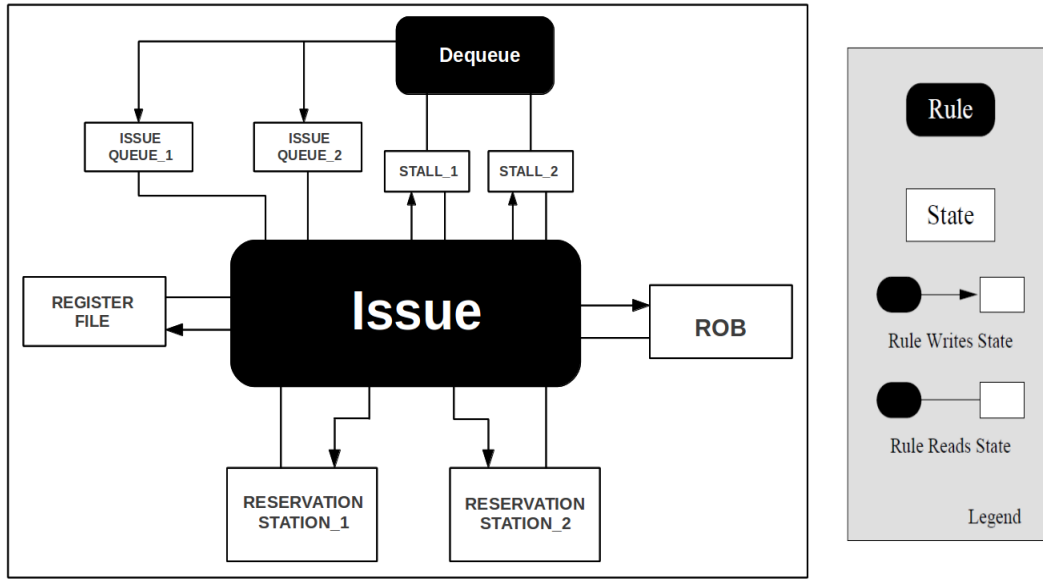 Dequeue
ISSUE
QUEUE_1
ISSUE
QUEUE_2
STALL_1
STALL_2
REGISTER
FILE
Issue
ROB
RESERVATION
STATION_1
RESERVATION
STATION_2
Rule
State
Rule Writes State
Rule Reads State
Legend